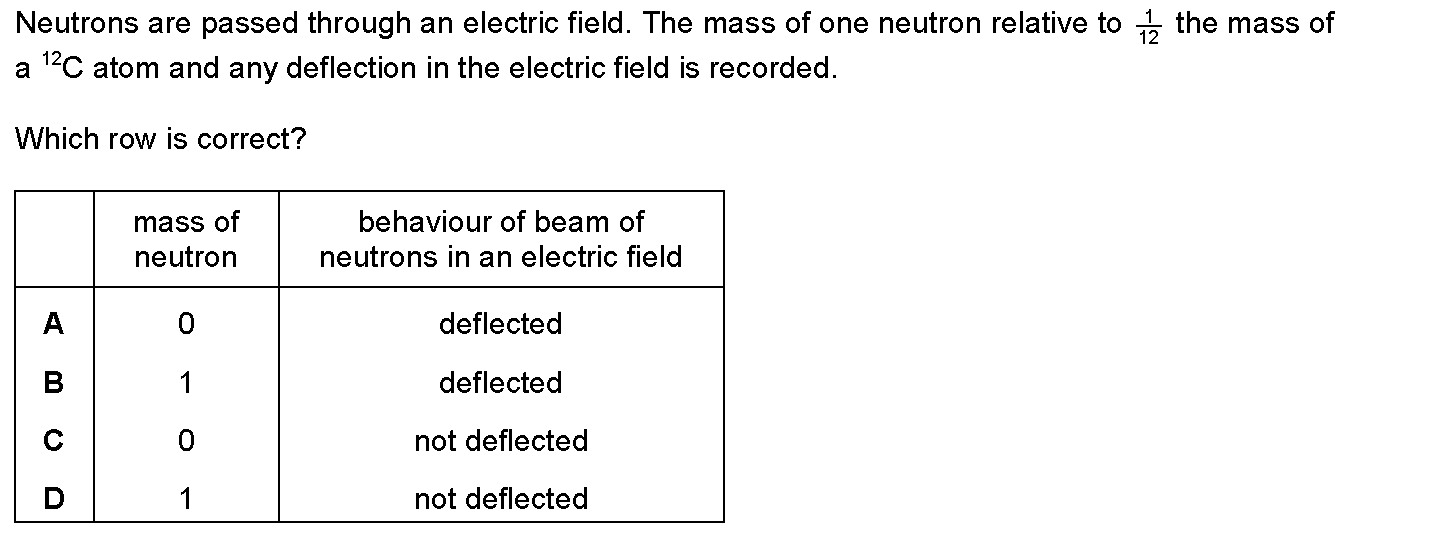 Neutrons are passed through an electric field. The mass of one neutron relative to 1/12 the mass of
a ¹²C atom and any deflection in the electric field is recorded.
Which row is correct?
mass of neutron behaviour of beam of neutrons in an electric field
A 0 deflected
B 1 deflected
C 0 not deflected
D 1 not deflected